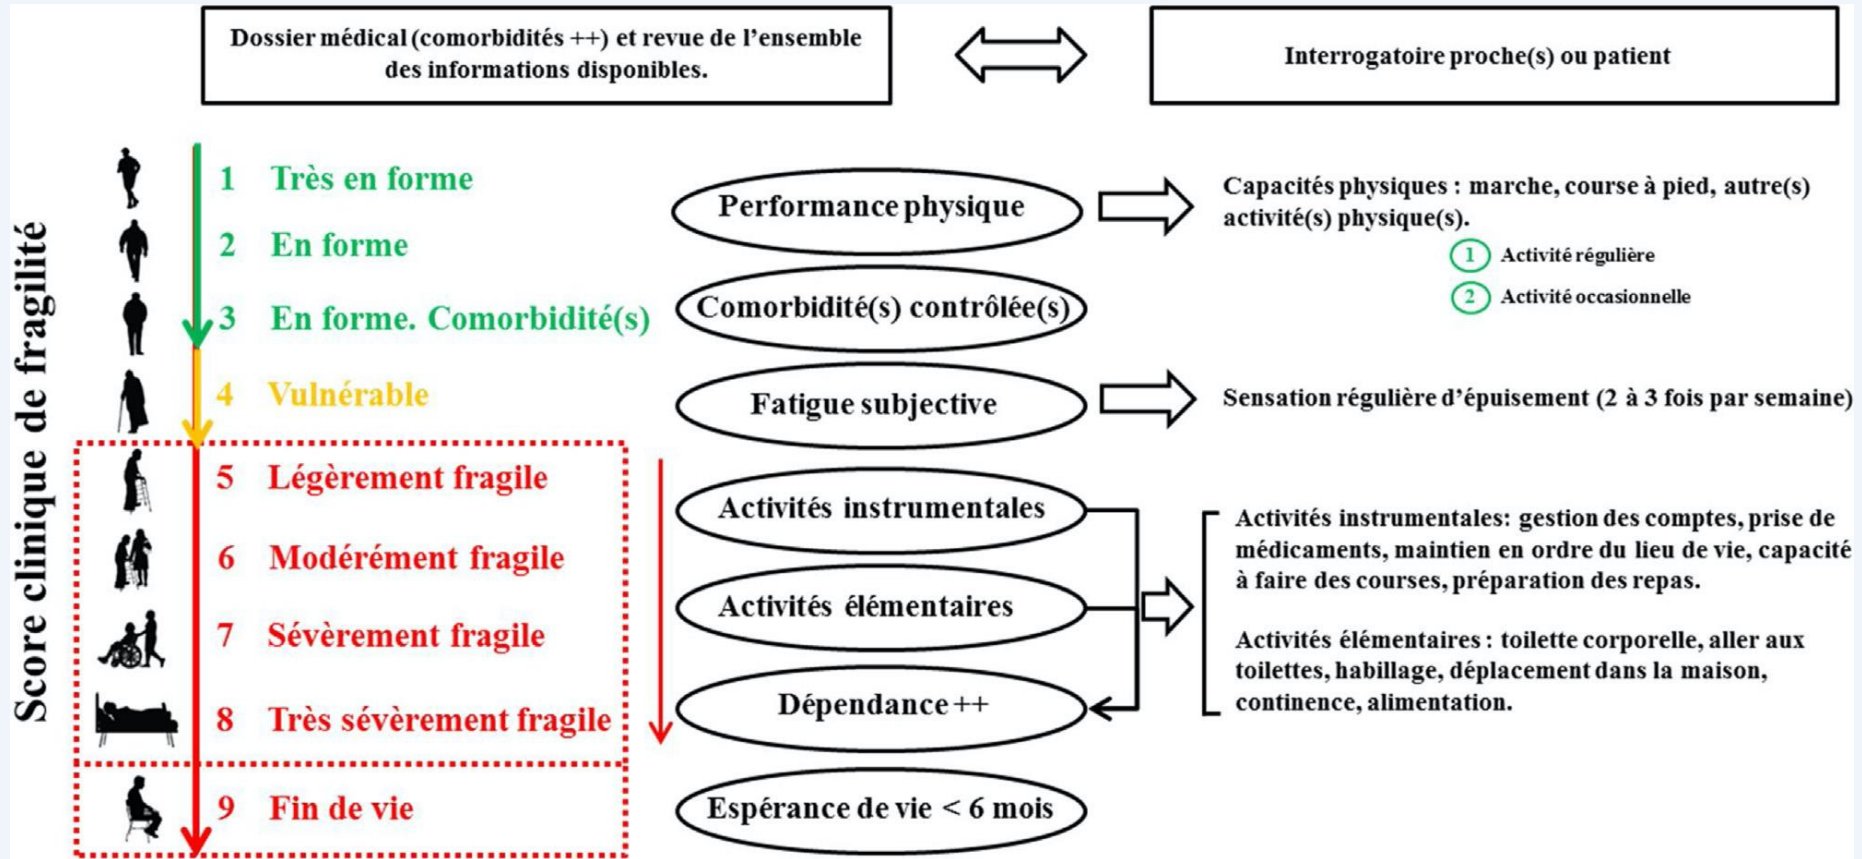 Dossier médical (comorbidités ++) et revue de l’ensemble
des informations disponibles.
Interrogatoire proche(s) ou patient
Score clinique de fragilité
1 Très en forme
2 En forme
3 En forme. Comorbidité(s)
4 Vulnérable
5 Légèrement fragile
6 Modérément fragile
7 Sévèrement fragile
8 Très sévèrement fragile
9 Fin de vie
Performance physique
Comorbidité(s) contrôlée(s)
Fatigue subjective
Activités instrumentales
Activités élémentaires
Dépendance ++
Espérance de vie < 6 mois
Capacités physiques : marche, course à pied, autre(s)
activité(s) physique(s).
1 Activité régulière
2 Activité occasionnelle
Sensation régulière d’épuisement (2 à 3 fois par semaine)
Activités instrumentales: gestion des comptes, prise de
médicaments, maintien en ordre du lieu de vie, capacité
à faire des courses, préparation des repas.
Activités élémentaires : toilette corporelle, aller aux
toilettes, habillage, déplacement dans la maison,
continence, alimentation.